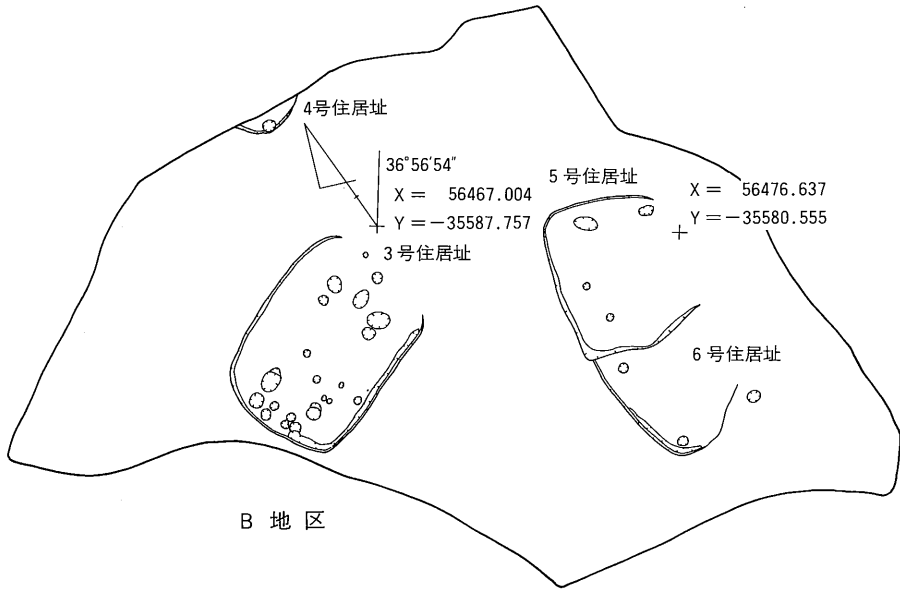 4号住居址
36°56′54″
X = 56467.004
Y = -35587.757
3号住居址
5号住居址
X = 56476.637
Y = -35580.555
6号住居址
B 地 区